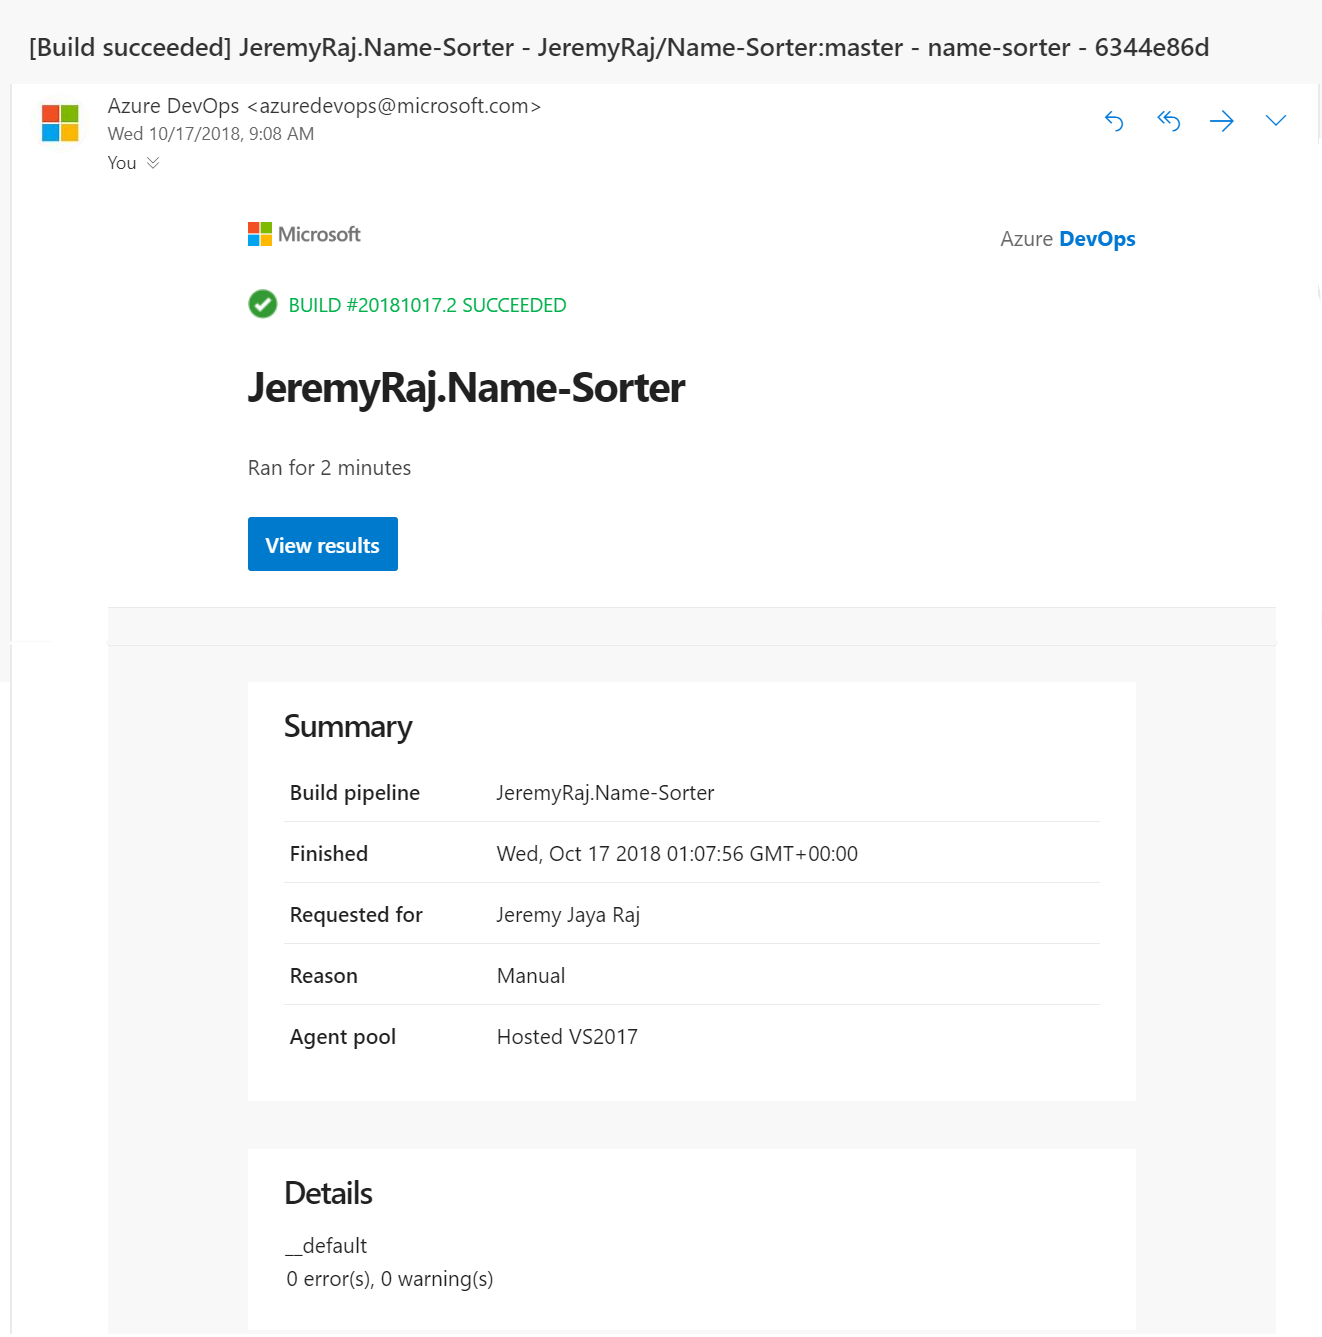 [Build succeeded] JeremyRaj.Name-Sorter - JeremyRaj/Name-Sorter:master - name-sorter - 6344e86d
Azure DevOps <azuredevops@microsoft.com>
Wed 10/17/2018, 9:08 AM
You
Microsoft
Azure DevOps
BUILD #20181017.2 SUCCEEDED
JeremyRaj.Name-Sorter
Ran for 2 minutes
View results
Summary
Build pipeline JeremyRaj.Name-Sorter
Finished Wed, Oct 17 2018 01:07:56 GMT+00:00
Requested for Jeremy Jaya Raj
Reason Manual
Agent pool Hosted VS2017
Details
__default
0 error(s), 0 warning(s)